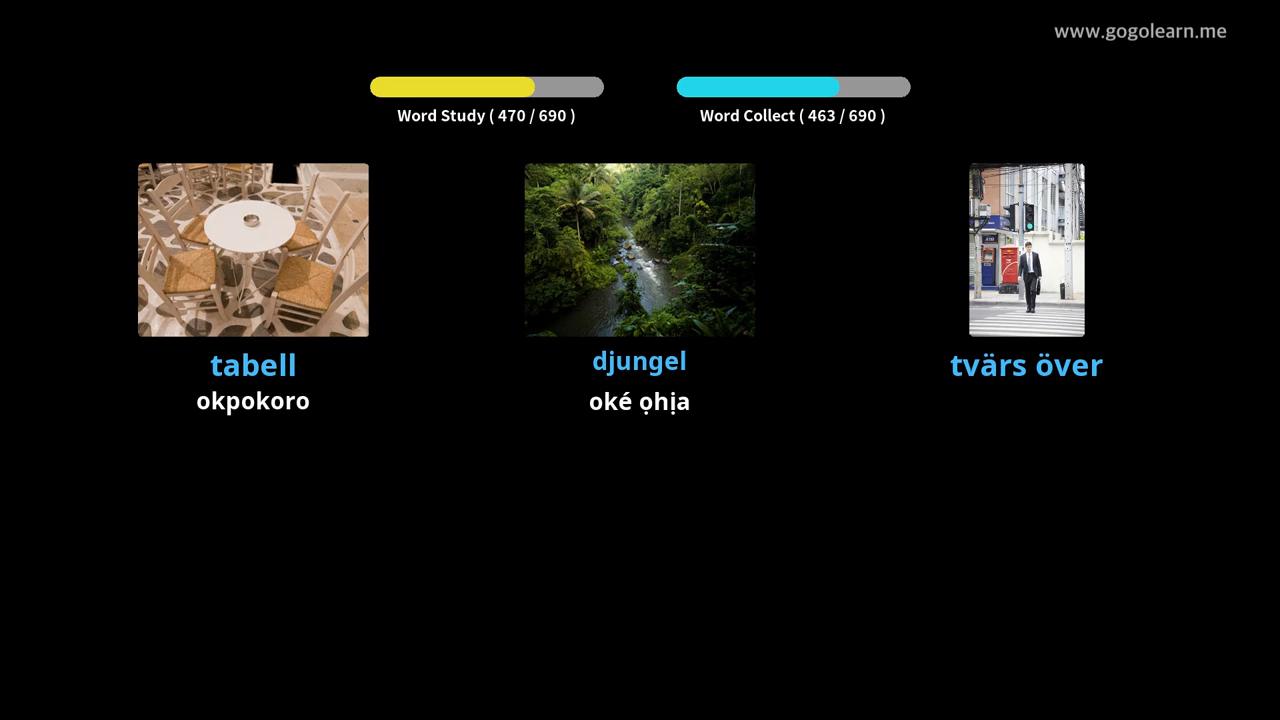 www.gogolearn.me
Word Study ( 470 / 690 )
Word Collect ( 463 / 690 )
tabell
okpokoro
djungel
oké ọhịa
tvärs över